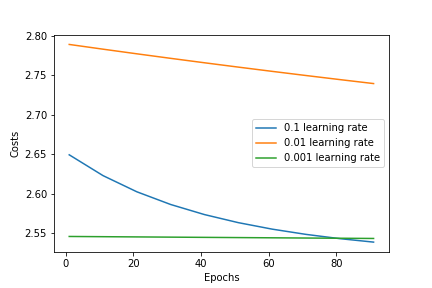 2.80
2.75
2.70
2.65
2.60
2.55
Costs
0.1 learning rate
0.01 learning rate
0.001 learning rate
0 20 40 60 80
Epochs